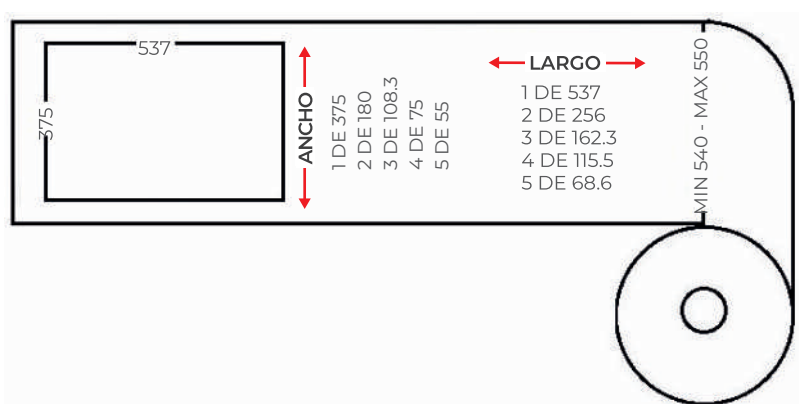 537
375
ANCHO
1 DE 375
2 DE 180
3 DE 108.3
4 DE 75
5 DE 55
LARGO
1 DE 537
2 DE 256
3 DE 162.3
4 DE 115.5
5 DE 68.6
MIN 540 - MAX 550